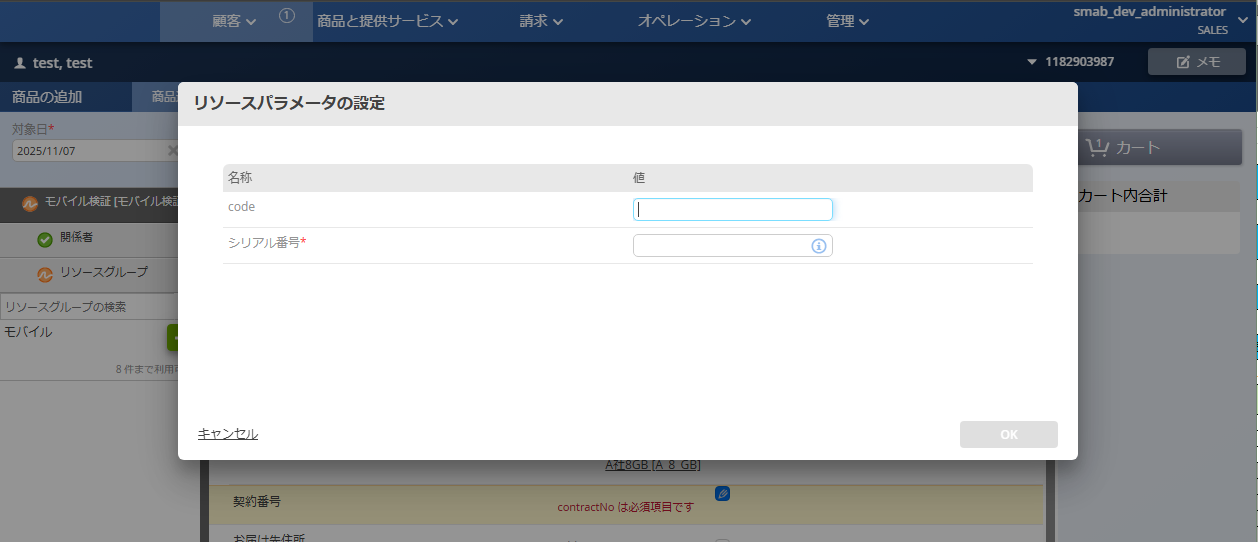 顧客
1
商品と提供サービス
請求
オペレーション
管理
smab_dev_administrator
SALES
test, test
1182903987
メモ
商品の追加
商品
リソースパラメータの設定
対象日*
2025/11/07
1
カート
カート内合計
名称 値
code
シリアル番号*
モバイル検証 [モバイル検証
関係者
リソースグループ
リソースグループの検索
モバイル
8 件まで利用
キャンセル
OK
A社8GB [A_8_GB]
契約番号
contractNo は必須項目です
お届け先住所